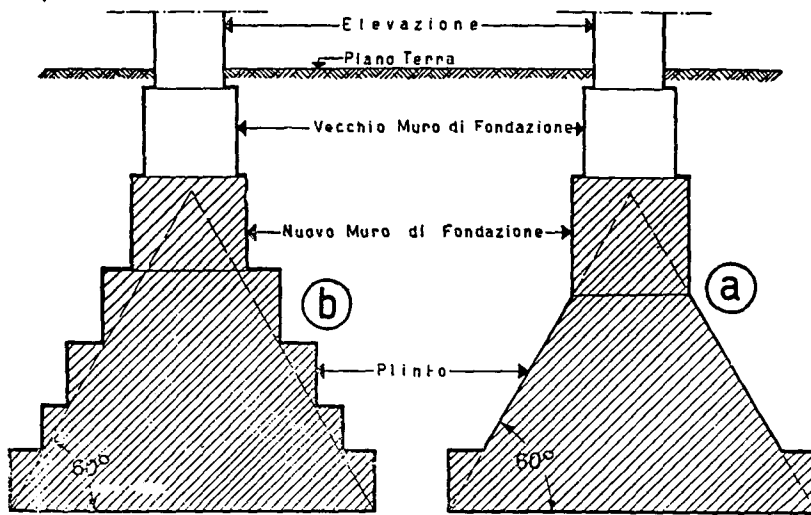 Elevazione
Piano Terra
Vecchio Muro di Fondazione
Nuovo Muro di Fondazione
b
a
Plinto
60°
60°